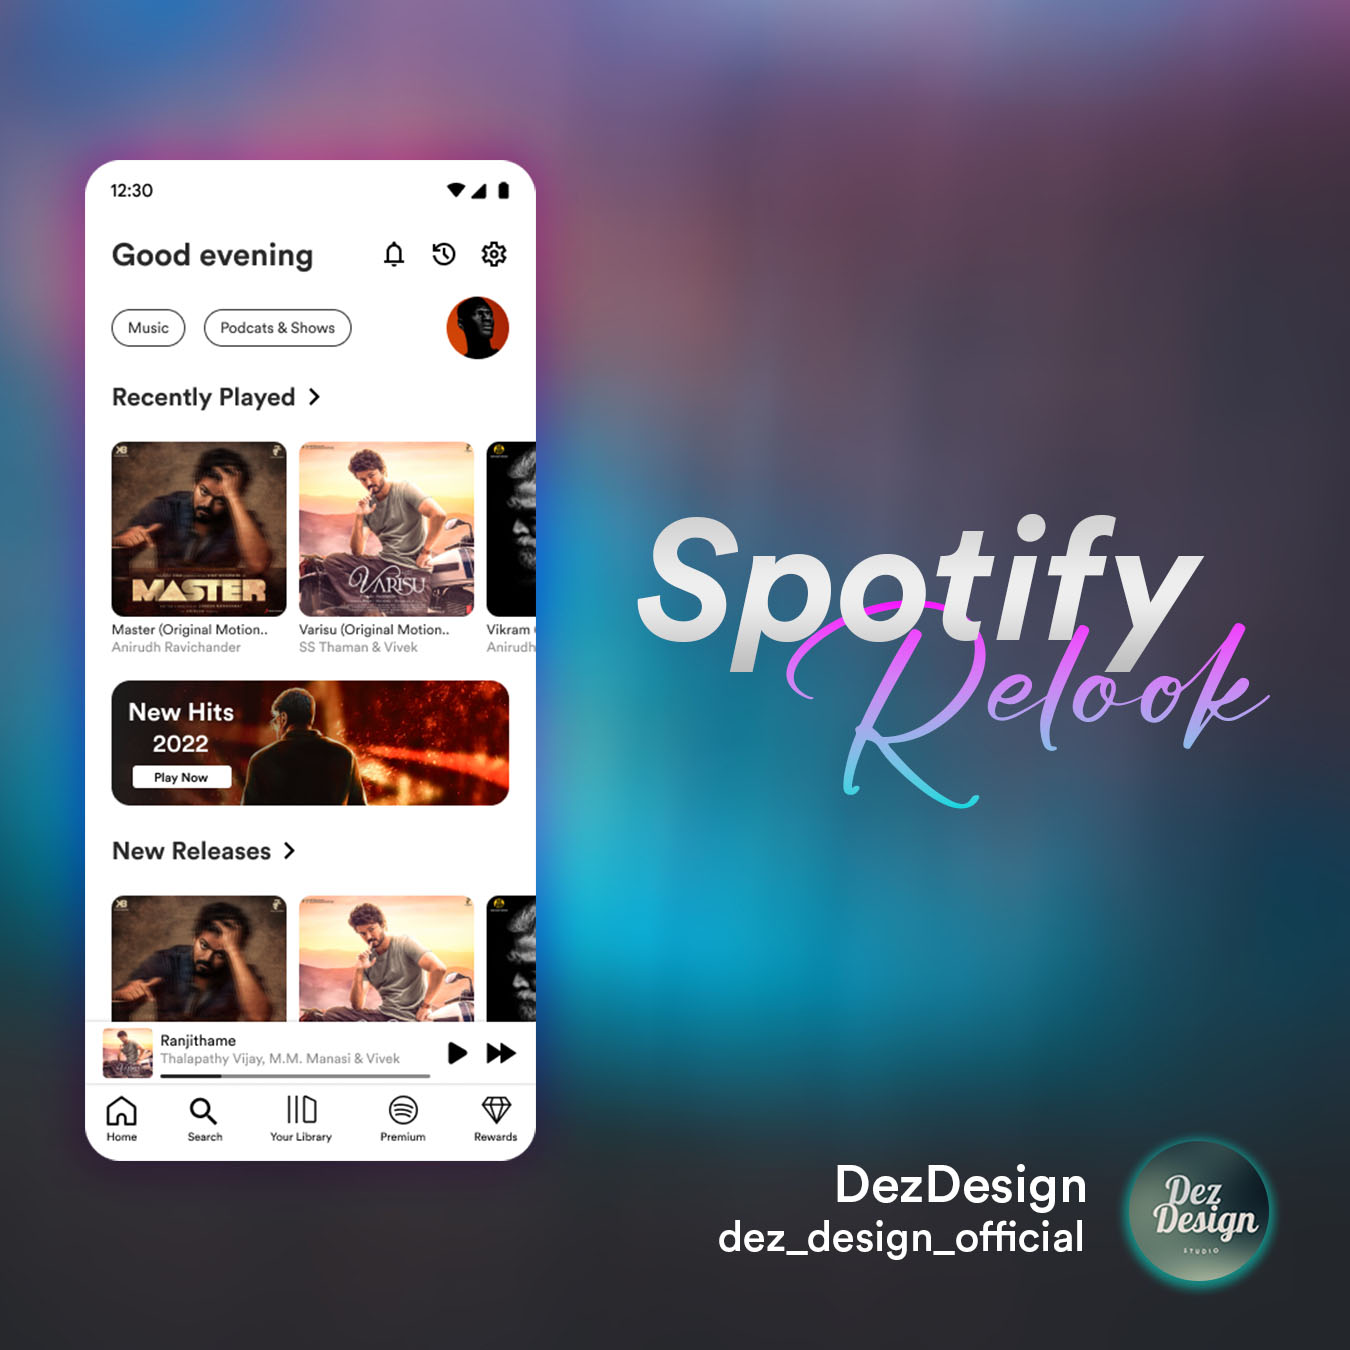 12:30
Good evening
Music
Podcats & Shows
Recently Played
MASTER
VARISU
Master (Original Motion..
Varisu (Original Motion..
Vikram
Anirudh Ravichander
SS Thaman & Vivek
Anirudh
New Hits
2022
Play Now
New Releases
Ranjithame
Thalapathy Vijay, M.M. Manasi & Vivek
Home
Search
Your Library
Premium
Rewards
Spotify
Relook
DezDesign
dez_design_official
Dez
Design
STUDIO